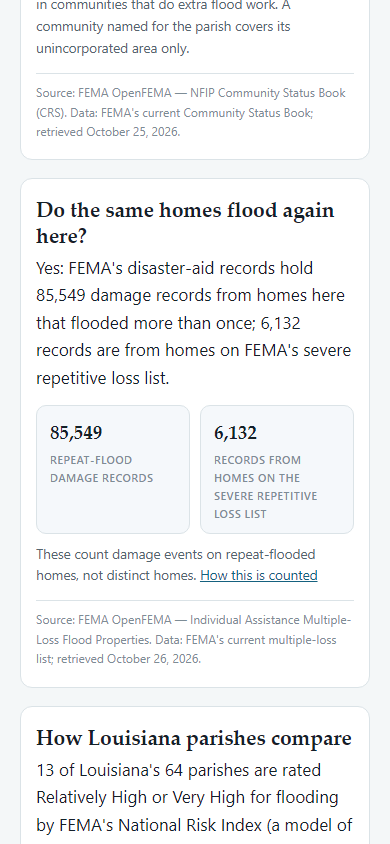 in communities that do extra flood work. A
community named for the parish covers its
unincorporated area only.
Source: FEMA OpenFEMA — NFIP Community Status Book
(CRS). Data: FEMA's current Community Status Book;
retrieved October 25, 2026.
Do the same homes flood again
here?
Yes: FEMA's disaster-aid records hold
85,549 damage records from homes here
that flooded more than once; 6,132
records are from homes on FEMA's severe
repetitive loss list.
85,549
REPEAT-FLOOD
DAMAGE RECORDS
6,132
RECORDS FROM
HOMES ON THE
SEVERE REPETITIVE
LOSS LIST
These count damage events on repeat-flooded
homes, not distinct homes. How this is counted
Source: FEMA OpenFEMA — Individual Assistance Multiple-
Loss Flood Properties. Data: FEMA's current multiple-loss
list; retrieved October 26, 2026.
How Louisiana parishes compare
13 of Louisiana's 64 parishes are rated
Relatively High or Very High for flooding
by FEMA's National Risk Index (a model of